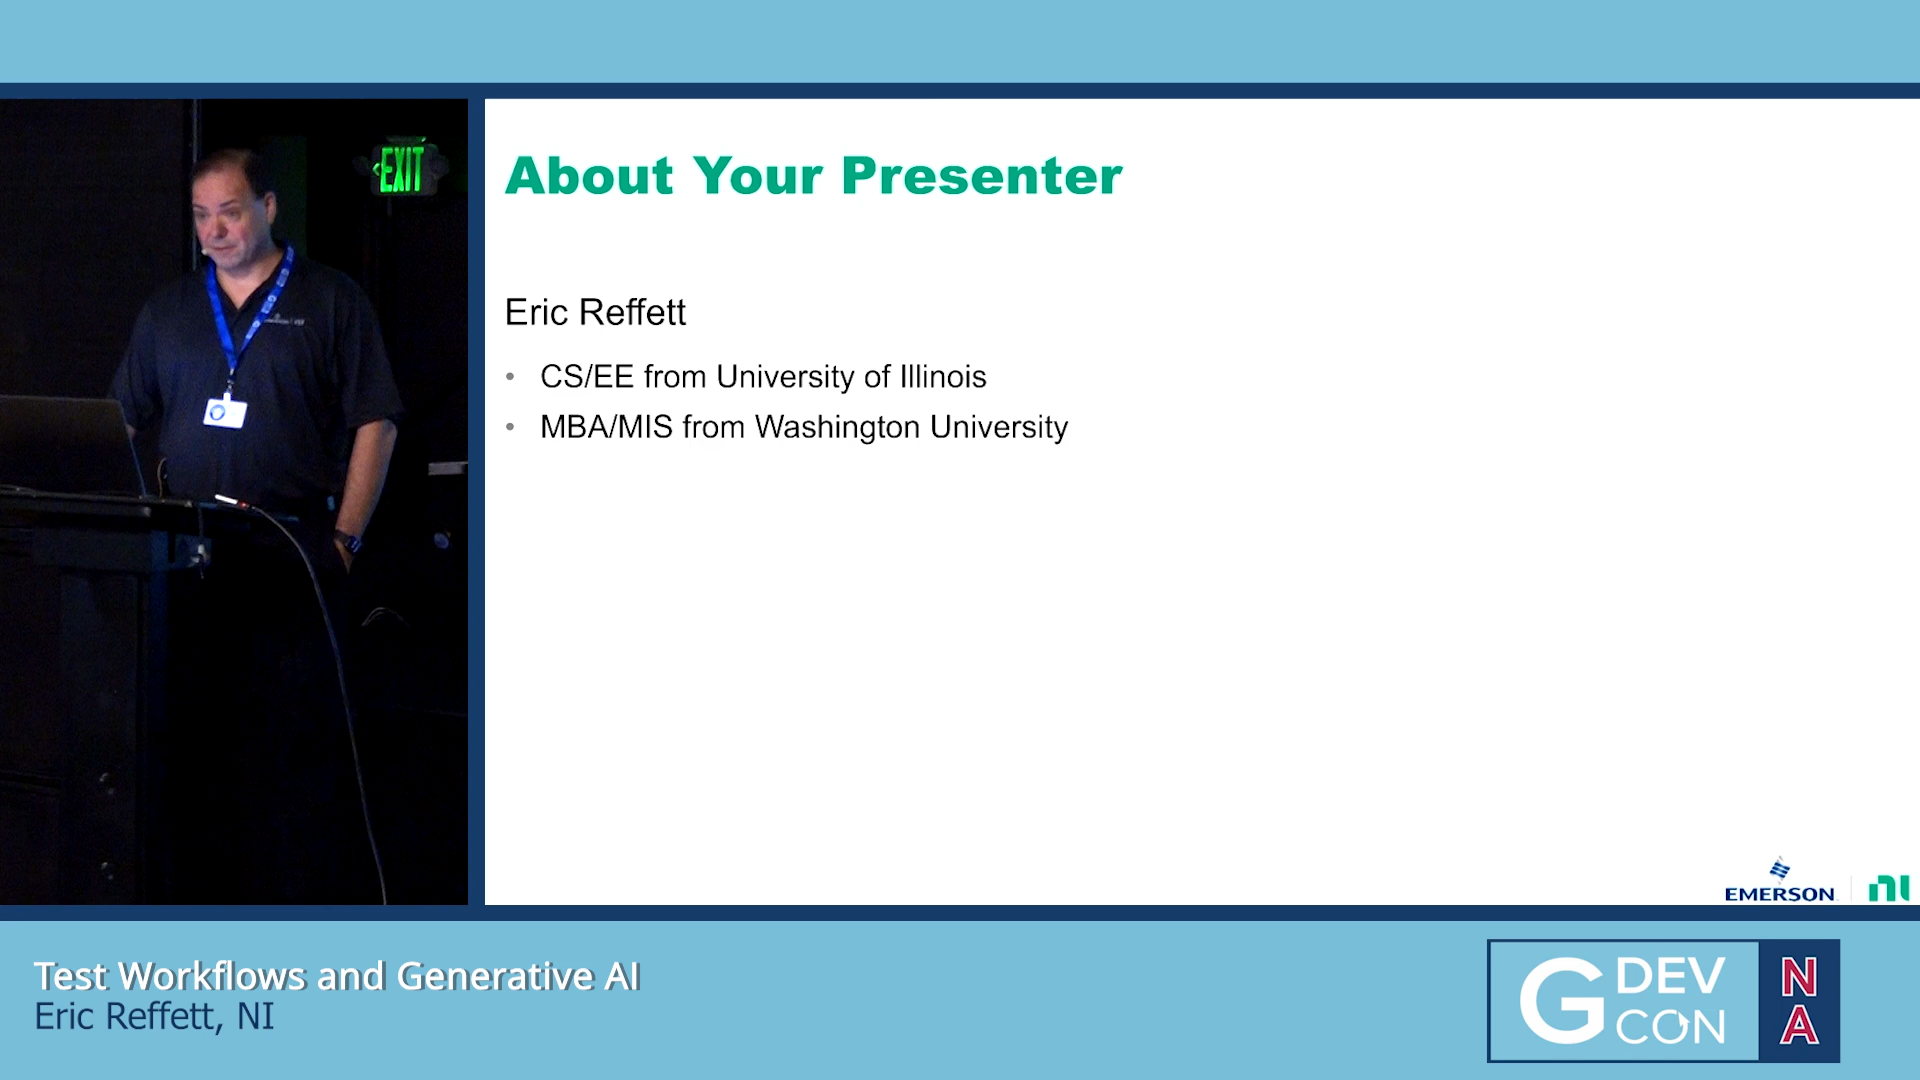 EXIT
About Your Presenter
Eric Reffett
• CS/EE from University of Illinois
• MBA/MIS from Washington University
EMERSON
ni
Test Workflows and Generative AI
Eric Reffett, NI
G DEV CON
NA